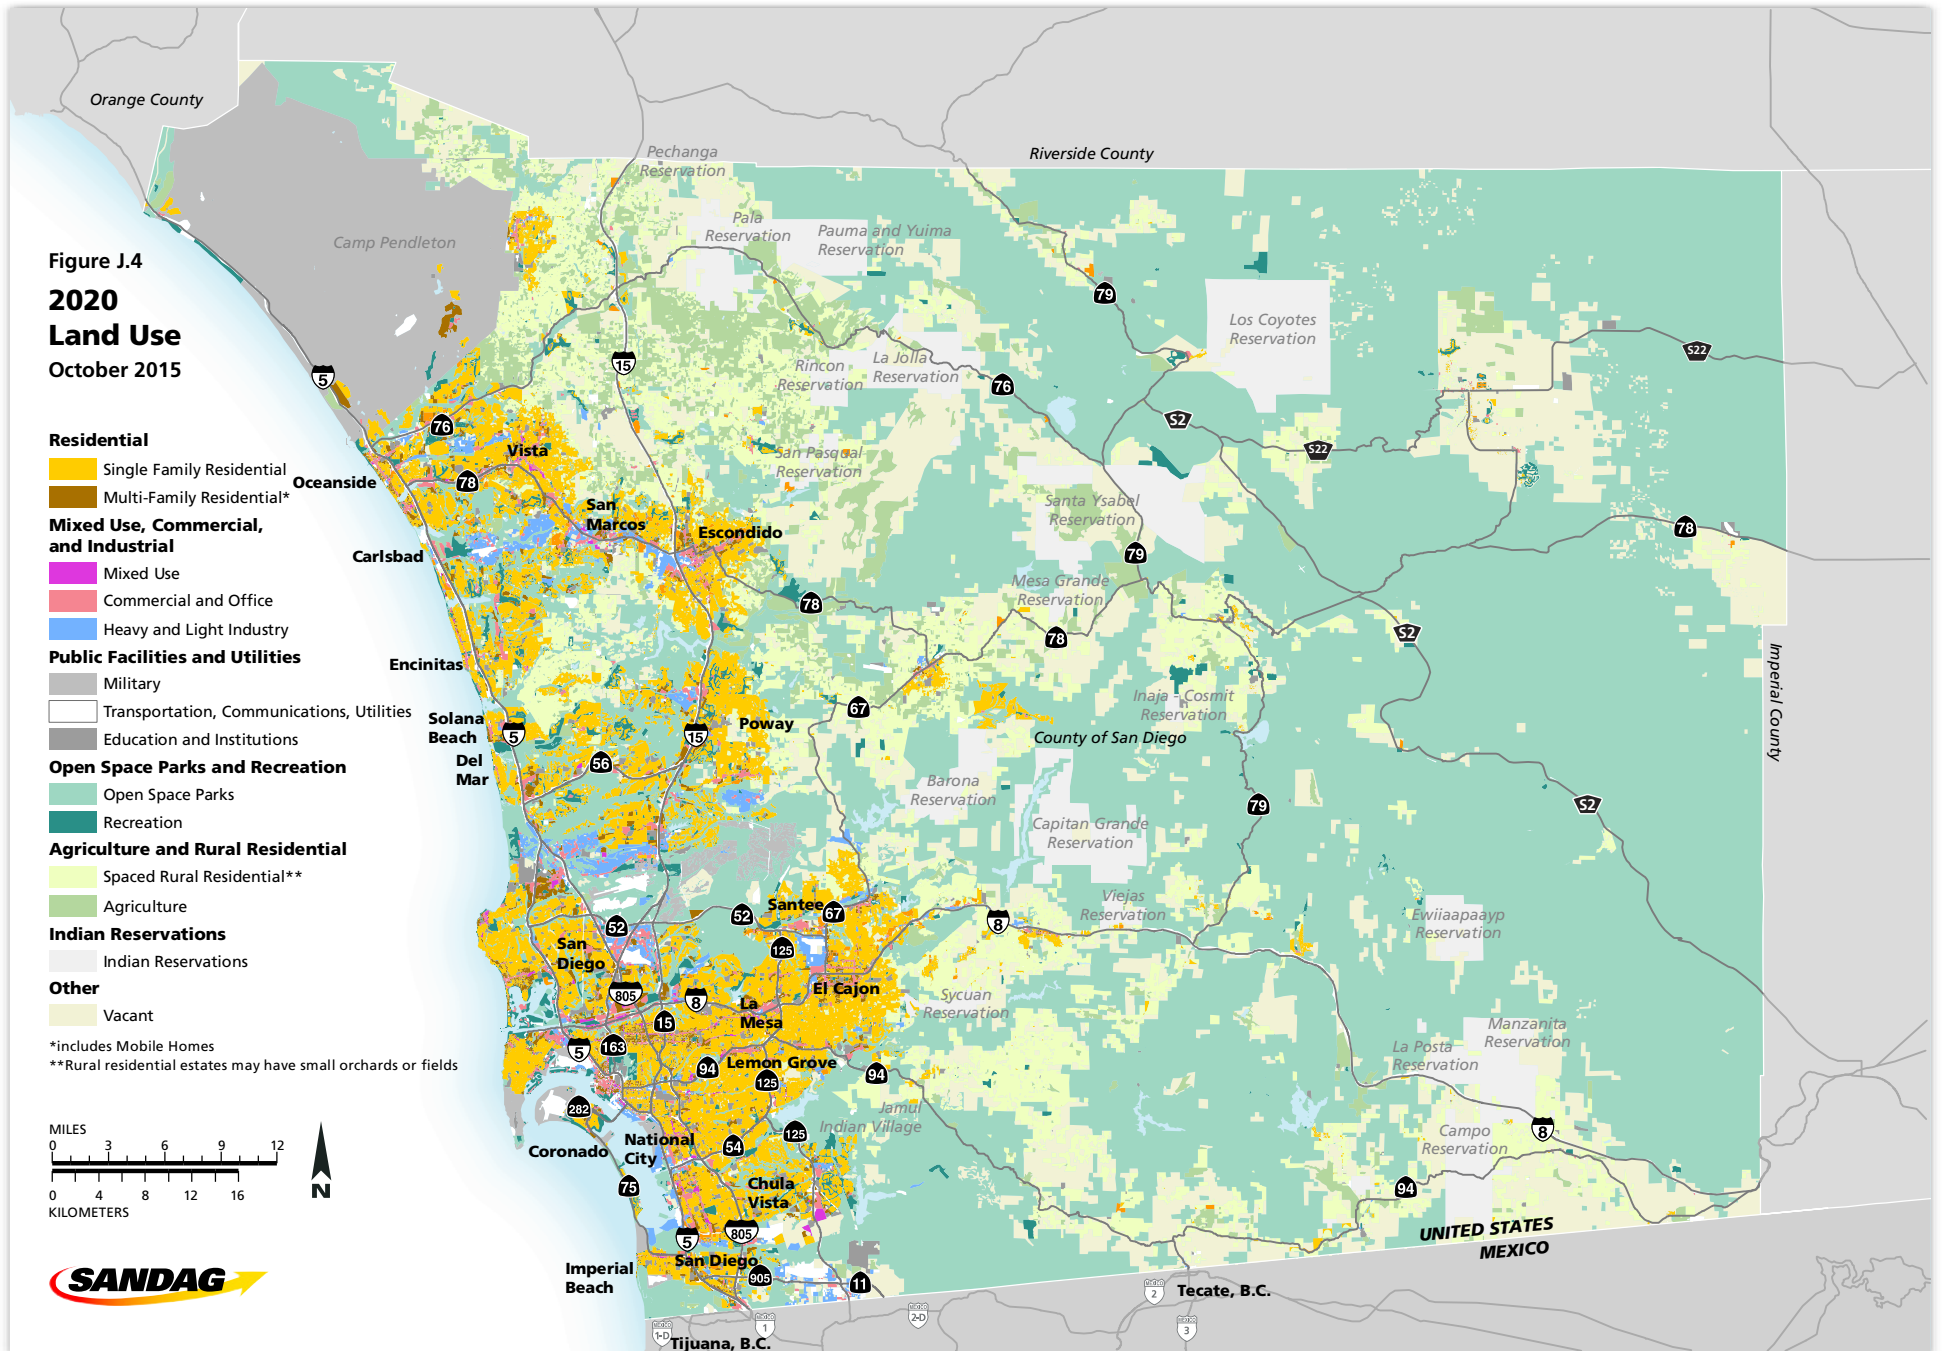 Orange County
Riverside County
Pechanga
Reservation
Camp Pendleton
Pala
Reservation
Pauma and Yuima
Reservation
Figure J.4
2020
Land Use
October 2015
79
Los Coyotes
Reservation
S22
5
15
Rincon
Reservation
La Jolla
Reservation
76
76
S2
S22
Residential
Single Family Residential
Multi-Family Residential*
Mixed Use, Commercial,
and Industrial
Mixed Use
Commercial and Office
Heavy and Light Industry
Public Facilities and Utilities
Military
Transportation, Communications, Utilities
Education and Institutions
Open Space Parks and Recreation
Open Space Parks
Recreation
Agriculture and Rural Residential
Spaced Rural Residential**
Agriculture
Indian Reservations
Indian Reservations
Other
Vacant
*includes Mobile Homes
**Rural residential estates may have small orchards or fields
Vista
Oceanside
78
San Pasqual
Reservation
San
Marcos
Escondido
Santa Ysabel
Reservation
78
Carlsbad
79
Mesa Grande
Reservation
78
78
S2
Encinitas
Inaja - Cosmit
Reservation
Imperial County
Solana
Beach
5
15
Poway
67
County of San Diego
Del
Mar
56
Barona
Reservation
79
S2
Capitan Grande
Reservation
Santee
67
52
52
8
Viejas
Reservation
Ewiiaapaayp
Reservation
San
Diego
125
805
8
El Cajon
La
Mesa
15
Sycuan
Reservation
Manzanita
Reservation
La Posta
Reservation
5
163
94
Lemon Grove
125
94
282
Jamul
Indian Village
Coronado
National
City
54
125
Campo
Reservation
8
75
Chula
Vista
94
5
805
UNITED STATES
MEXICO
San Diego
Imperial
Beach
905
11
MILES
0 3 6 9 12
0 4 8 12 16
KILOMETERS
N
SANDAG
Tecate, B.C.
Tijuana, B.C.
1-D
1
2-D
2
3